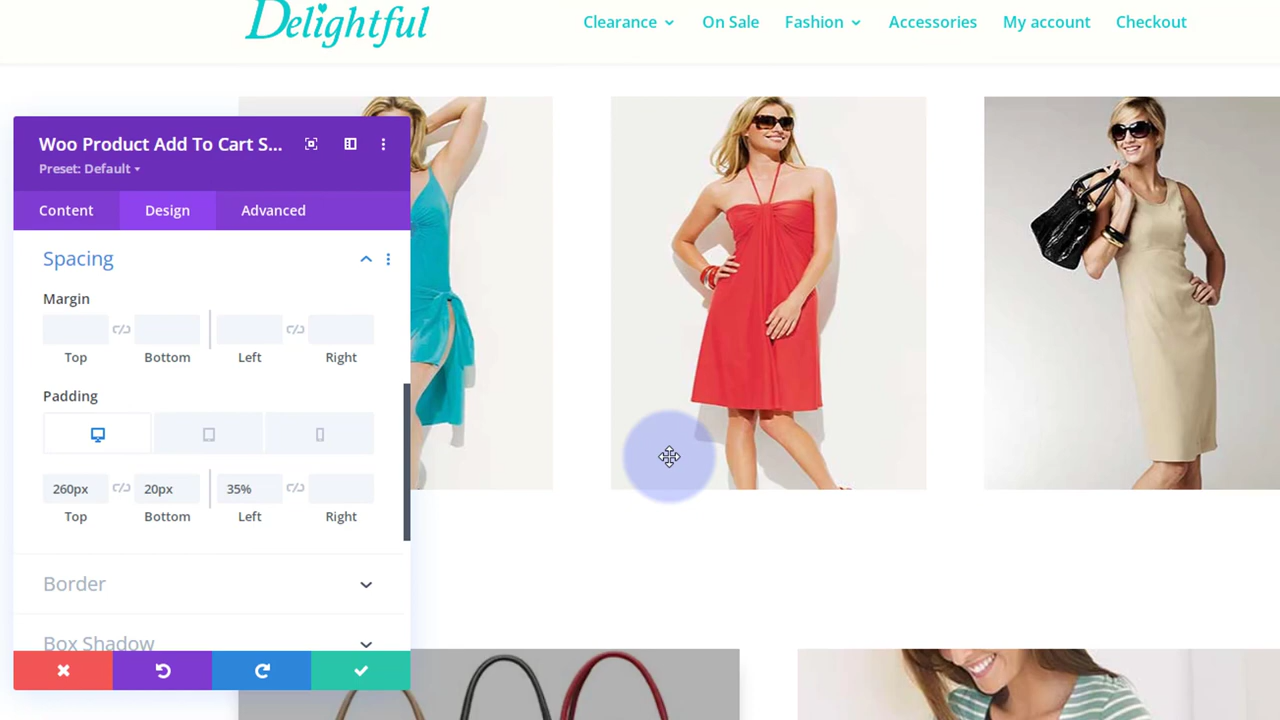 Delightful
Clearance On Sale Fashion Accessories My account Checkout
Woo Product Add To Cart S...
Preset: Default
Content Design Advanced
Spacing
Margin
Top Bottom Left Right
Padding
260px 20px 35%
Top Bottom Left Right
Border
Box Shadow